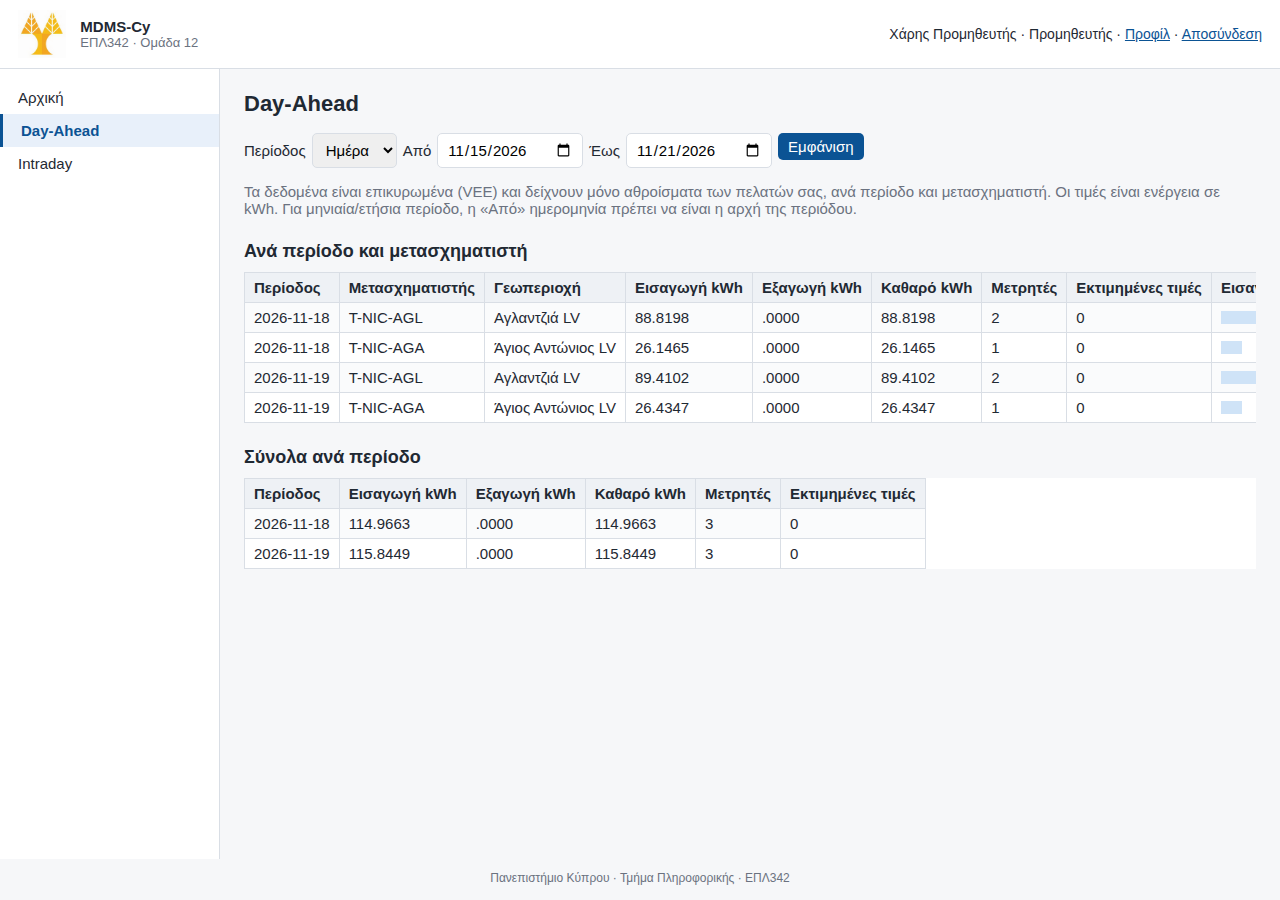 MDMS-Cy
ΕΠΛ342 · Ομάδα 12
Χάρης Προμηθευτής · Προμηθευτής · Προφίλ · Αποσύνδεση
Αρχική
Day-Ahead
Intraday
Day-Ahead
Περίοδος Ημέρα Από 11/15/2026 Έως 11/21/2026 Εμφάνιση
Τα δεδομένα είναι επικυρωμένα (VEE) και δείχνουν μόνο αθροίσματα των πελατών σας, ανά περίοδο και μετασχηματιστή. Οι τιμές είναι ενέργεια σε
kWh. Για μηνιαία/ετήσια περίοδο, η «Από» ημερομηνία πρέπει να είναι η αρχή της περιόδου.
Ανά περίοδο και μετασχηματιστή
Περίοδος Μετασχηματιστής Γεωπεριοχή Εισαγωγή kWh Εξαγωγή kWh Καθαρό kWh Μετρητές Εκτιμημένες τιμές
2026-11-18 T-NIC-AGL Αγλαντζιά LV 88.8198 .0000 88.8198 2 0
2026-11-18 T-NIC-AGA Άγιος Αντώνιος LV 26.1465 .0000 26.1465 1 0
2026-11-19 T-NIC-AGL Αγλαντζιά LV 89.4102 .0000 89.4102 2 0
2026-11-19 T-NIC-AGA Άγιος Αντώνιος LV 26.4347 .0000 26.4347 1 0
Σύνολα ανά περίοδο
Περίοδος Εισαγωγή kWh Εξαγωγή kWh Καθαρό kWh Μετρητές Εκτιμημένες τιμές
2026-11-18 114.9663 .0000 114.9663 3 0
2026-11-19 115.8449 .0000 115.8449 3 0
Πανεπιστήμιο Κύπρου · Τμήμα Πληροφορικής · ΕΠΛ342